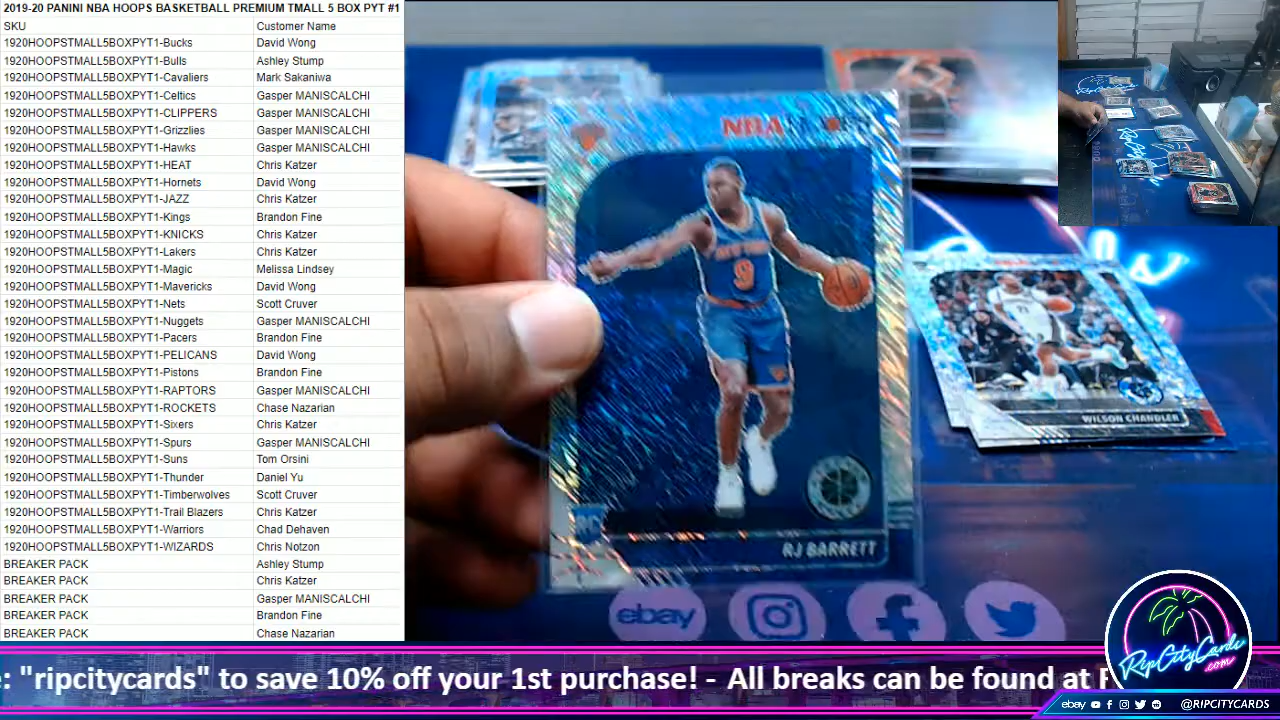 2019-20 PANINI NBA HOOPS BASKETBALL PREMIUM TMALL 5 BOX PYT #1
SKU Customer Name
1920HOOPSTMALL5BOXPYT1-Bucks David Wong
1920HOOPSTMALL5BOXPYT1-Bulls Ashley Stump
1920HOOPSTMALL5BOXPYT1-Cavaliers Mark Sakaniwa
1920HOOPSTMALL5BOXPYT1-Celtics Gasper MANISCALCHI
1920HOOPSTMALL5BOXPYT1-CLIPPERS Gasper MANISCALCHI
1920HOOPSTMALL5BOXPYT1-Grizzlies Gasper MANISCALCHI
1920HOOPSTMALL5BOXPYT1-Hawks Gasper MANISCALCHI
1920HOOPSTMALL5BOXPYT1-HEAT Chris Katzer
1920HOOPSTMALL5BOXPYT1-Hornets David Wong
1920HOOPSTMALL5BOXPYT1-JAZZ Chris Katzer
1920HOOPSTMALL5BOXPYT1-Kings Brandon Fine
1920HOOPSTMALL5BOXPYT1-KNICKS Chris Katzer
1920HOOPSTMALL5BOXPYT1-Lakers Chris Katzer
1920HOOPSTMALL5BOXPYT1-Magic Melissa Lindsey
1920HOOPSTMALL5BOXPYT1-Mavericks David Wong
1920HOOPSTMALL5BOXPYT1-Nets Scott Cruver
1920HOOPSTMALL5BOXPYT1-Nuggets Gasper MANISCALCHI
1920HOOPSTMALL5BOXPYT1-Pacers Brandon Fine
1920HOOPSTMALL5BOXPYT1-PELICANS David Wong
1920HOOPSTMALL5BOXPYT1-Pistons Brandon Fine
1920HOOPSTMALL5BOXPYT1-RAPTORS Gasper MANISCALCHI
1920HOOPSTMALL5BOXPYT1-ROCKETS Chase Nazarian
1920HOOPSTMALL5BOXPYT1-Sixers Chris Katzer
1920HOOPSTMALL5BOXPYT1-Spurs Gasper MANISCALCHI
1920HOOPSTMALL5BOXPYT1-Suns Tom Orsini
1920HOOPSTMALL5BOXPYT1-Thunder Daniel Yu
1920HOOPSTMALL5BOXPYT1-Timberwolves Scott Cruver
1920HOOPSTMALL5BOXPYT1-Trail Blazers Chris Katzer
1920HOOPSTMALL5BOXPYT1-Warriors Chad Dehaven
1920HOOPSTMALL5BOXPYT1-WIZARDS Chris Notzon
BREAKER PACK Ashley Stump
BREAKER PACK Chris Katzer
BREAKER PACK Gasper MANISCALCHI
BREAKER PACK Brandon Fine
BREAKER PACK Chase Nazarian
NBA
NEW YORK
9
RC
RJ BARRETT
WILSON CHANDLER
ebay
: "ripcitycards" to save 10% off your 1st purchase! - All breaks can be found at
RipCityCards
.com
ebay @RIPCITYCARDS